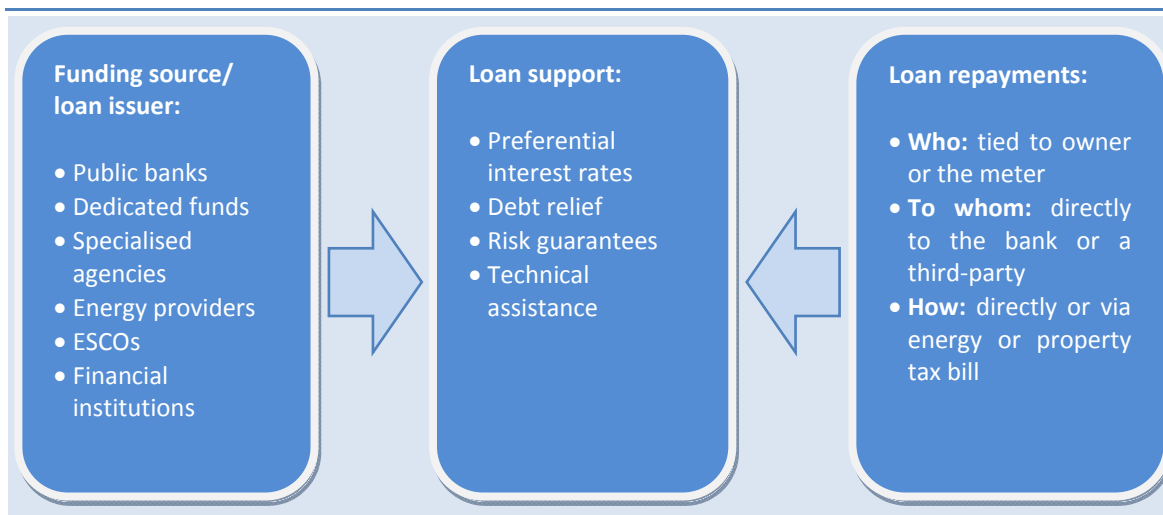 Funding source/
loan issuer:
• Public banks
• Dedicated funds
• Specialised
agencies
• Energy providers
• ESCOs
• Financial
institutions
Loan support:
• Preferential
interest rates
• Debt relief
• Risk guarantees
• Technical
assistance
Loan repayments:
• Who: tied to owner
or the meter
• To whom: directly
to the bank or a
third-party
• How: directly or via
energy or property
tax bill